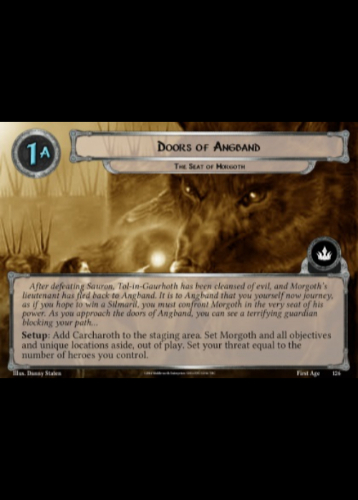 1A
DOORS OF ANGBAND
THE SEAT OF MORGOTH
After defeating Sauron, Tol-in-Gaurhoth has been cleansed of evil, and Morgoth's
lieutenant has fled back to Angband. It is to Angband that you yourself now journey,
as if you hope to win a Silmaril, you must confront Morgoth in the very seat of his
power. As you approach the doors of Angband, you can see a terrifying guardian
blocking your path...
Setup: Add Carcharoth to the staging area. Set Morgoth and all objectives
and unique locations aside, out of play. Set your threat equal to the
number of heroes you control.
Illus. Danny Staten
First Age